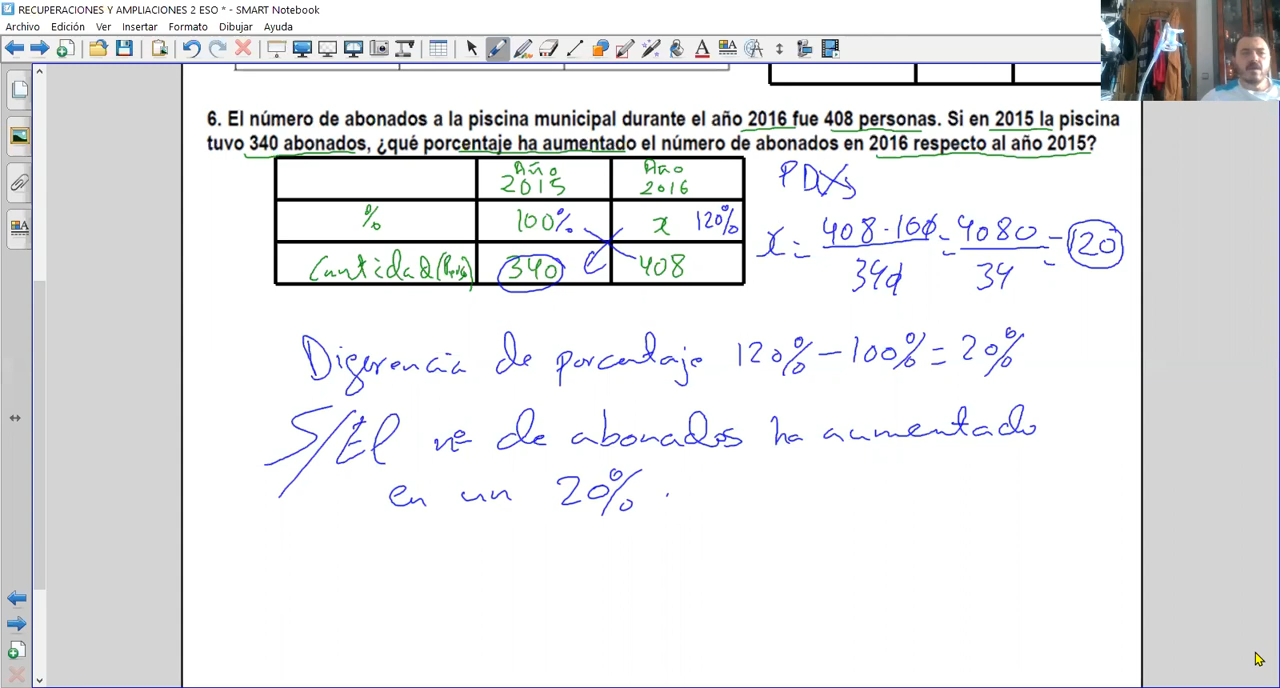 RECUPERACIONES Y AMPLIACIONES 2 ESO * - SMART Notebook
Archivo Edición Ver Insertar Formato Dibujar Ayuda
6. El número de abonados a la piscina municipal durante el año 2016 fue 408 personas. Si en 2015 la piscina
tuvo 340 abonados, ¿qué porcentaje ha aumentado el número de abonados en 2016 respecto al año 2015?
Año 2015 Año 2016
% 100% x 120%
Cantidad 340 408
x = 408·100 / 340 = 4080 / 34 = 120
Diferencia de porcentaje 120% - 100% = 20%
S/ El nº de abonados ha aumentado
en un 20%.